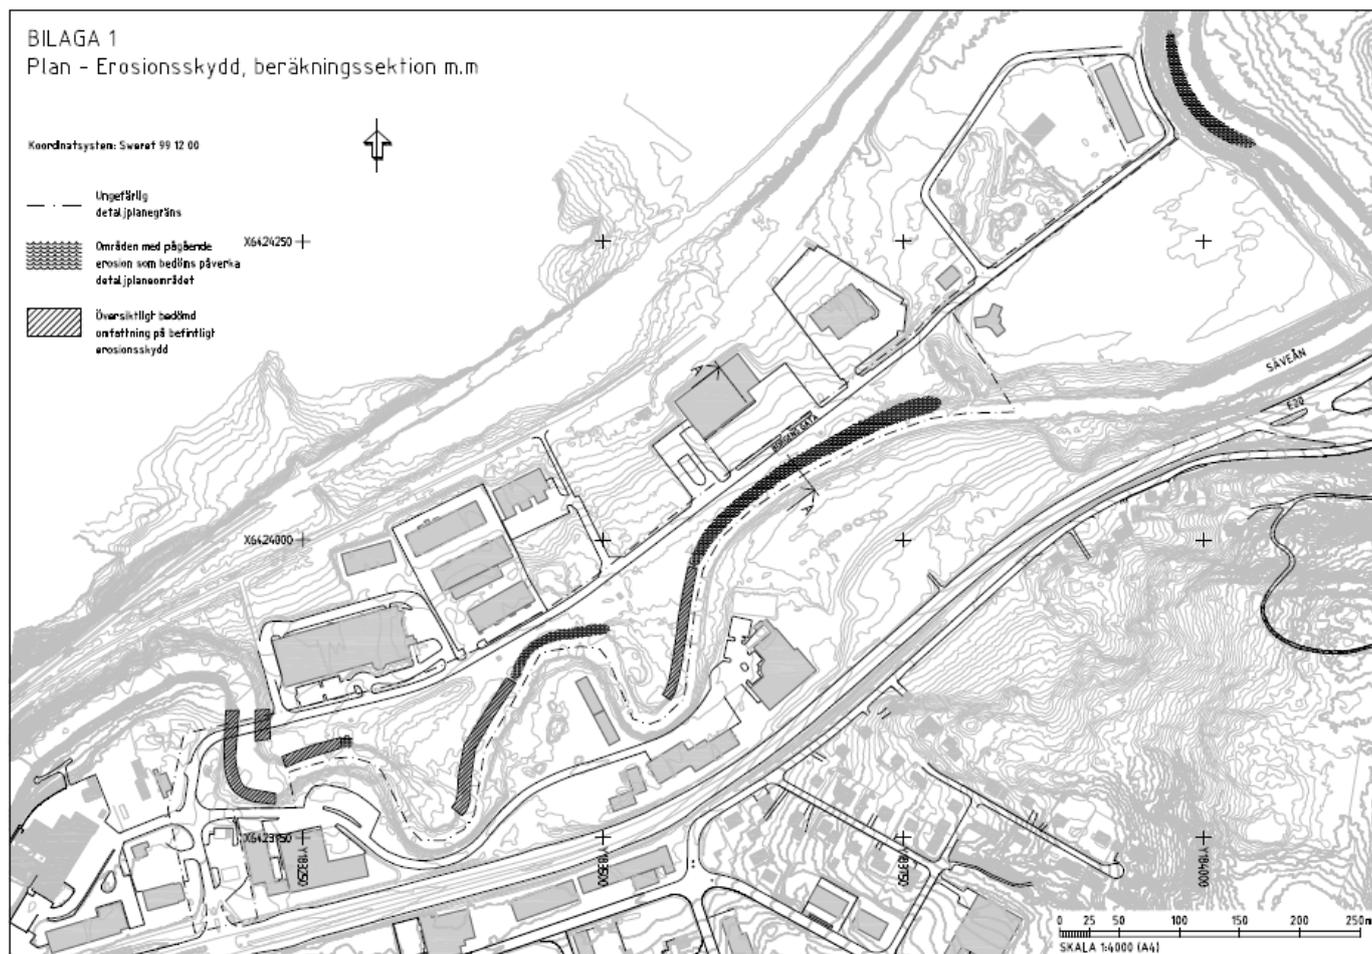 BILAGA 1
Plan - Erosionsskydd, beräkningssektion m.m
Koordinatsystem: Sweref 99 12 00
Ungefärlig
detaljplanegräns
Områden med pågående
erosion som bedöms påverka
detaljplaneområdet
Översiktligt bedömd
omfattning på befintligt
erosionsskydd
X6424250
SÄVEÅN
E20
A
A
X6424000
X6423750
Y183250
Y183500
Y183750
Y184000
0 25 50 100 150 200 250m
SKALA 1:4000 (A4)